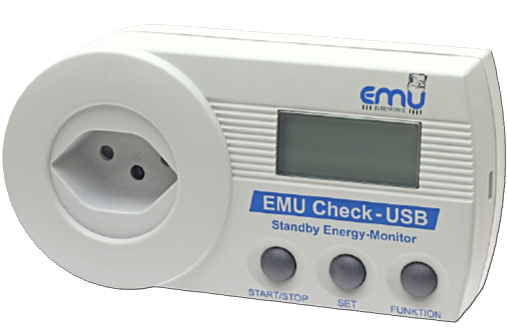 EMU
ELECTRONIC
EMU Check-USB
Standby Energy-Monitor
START/STOP
SET
FUNKTION